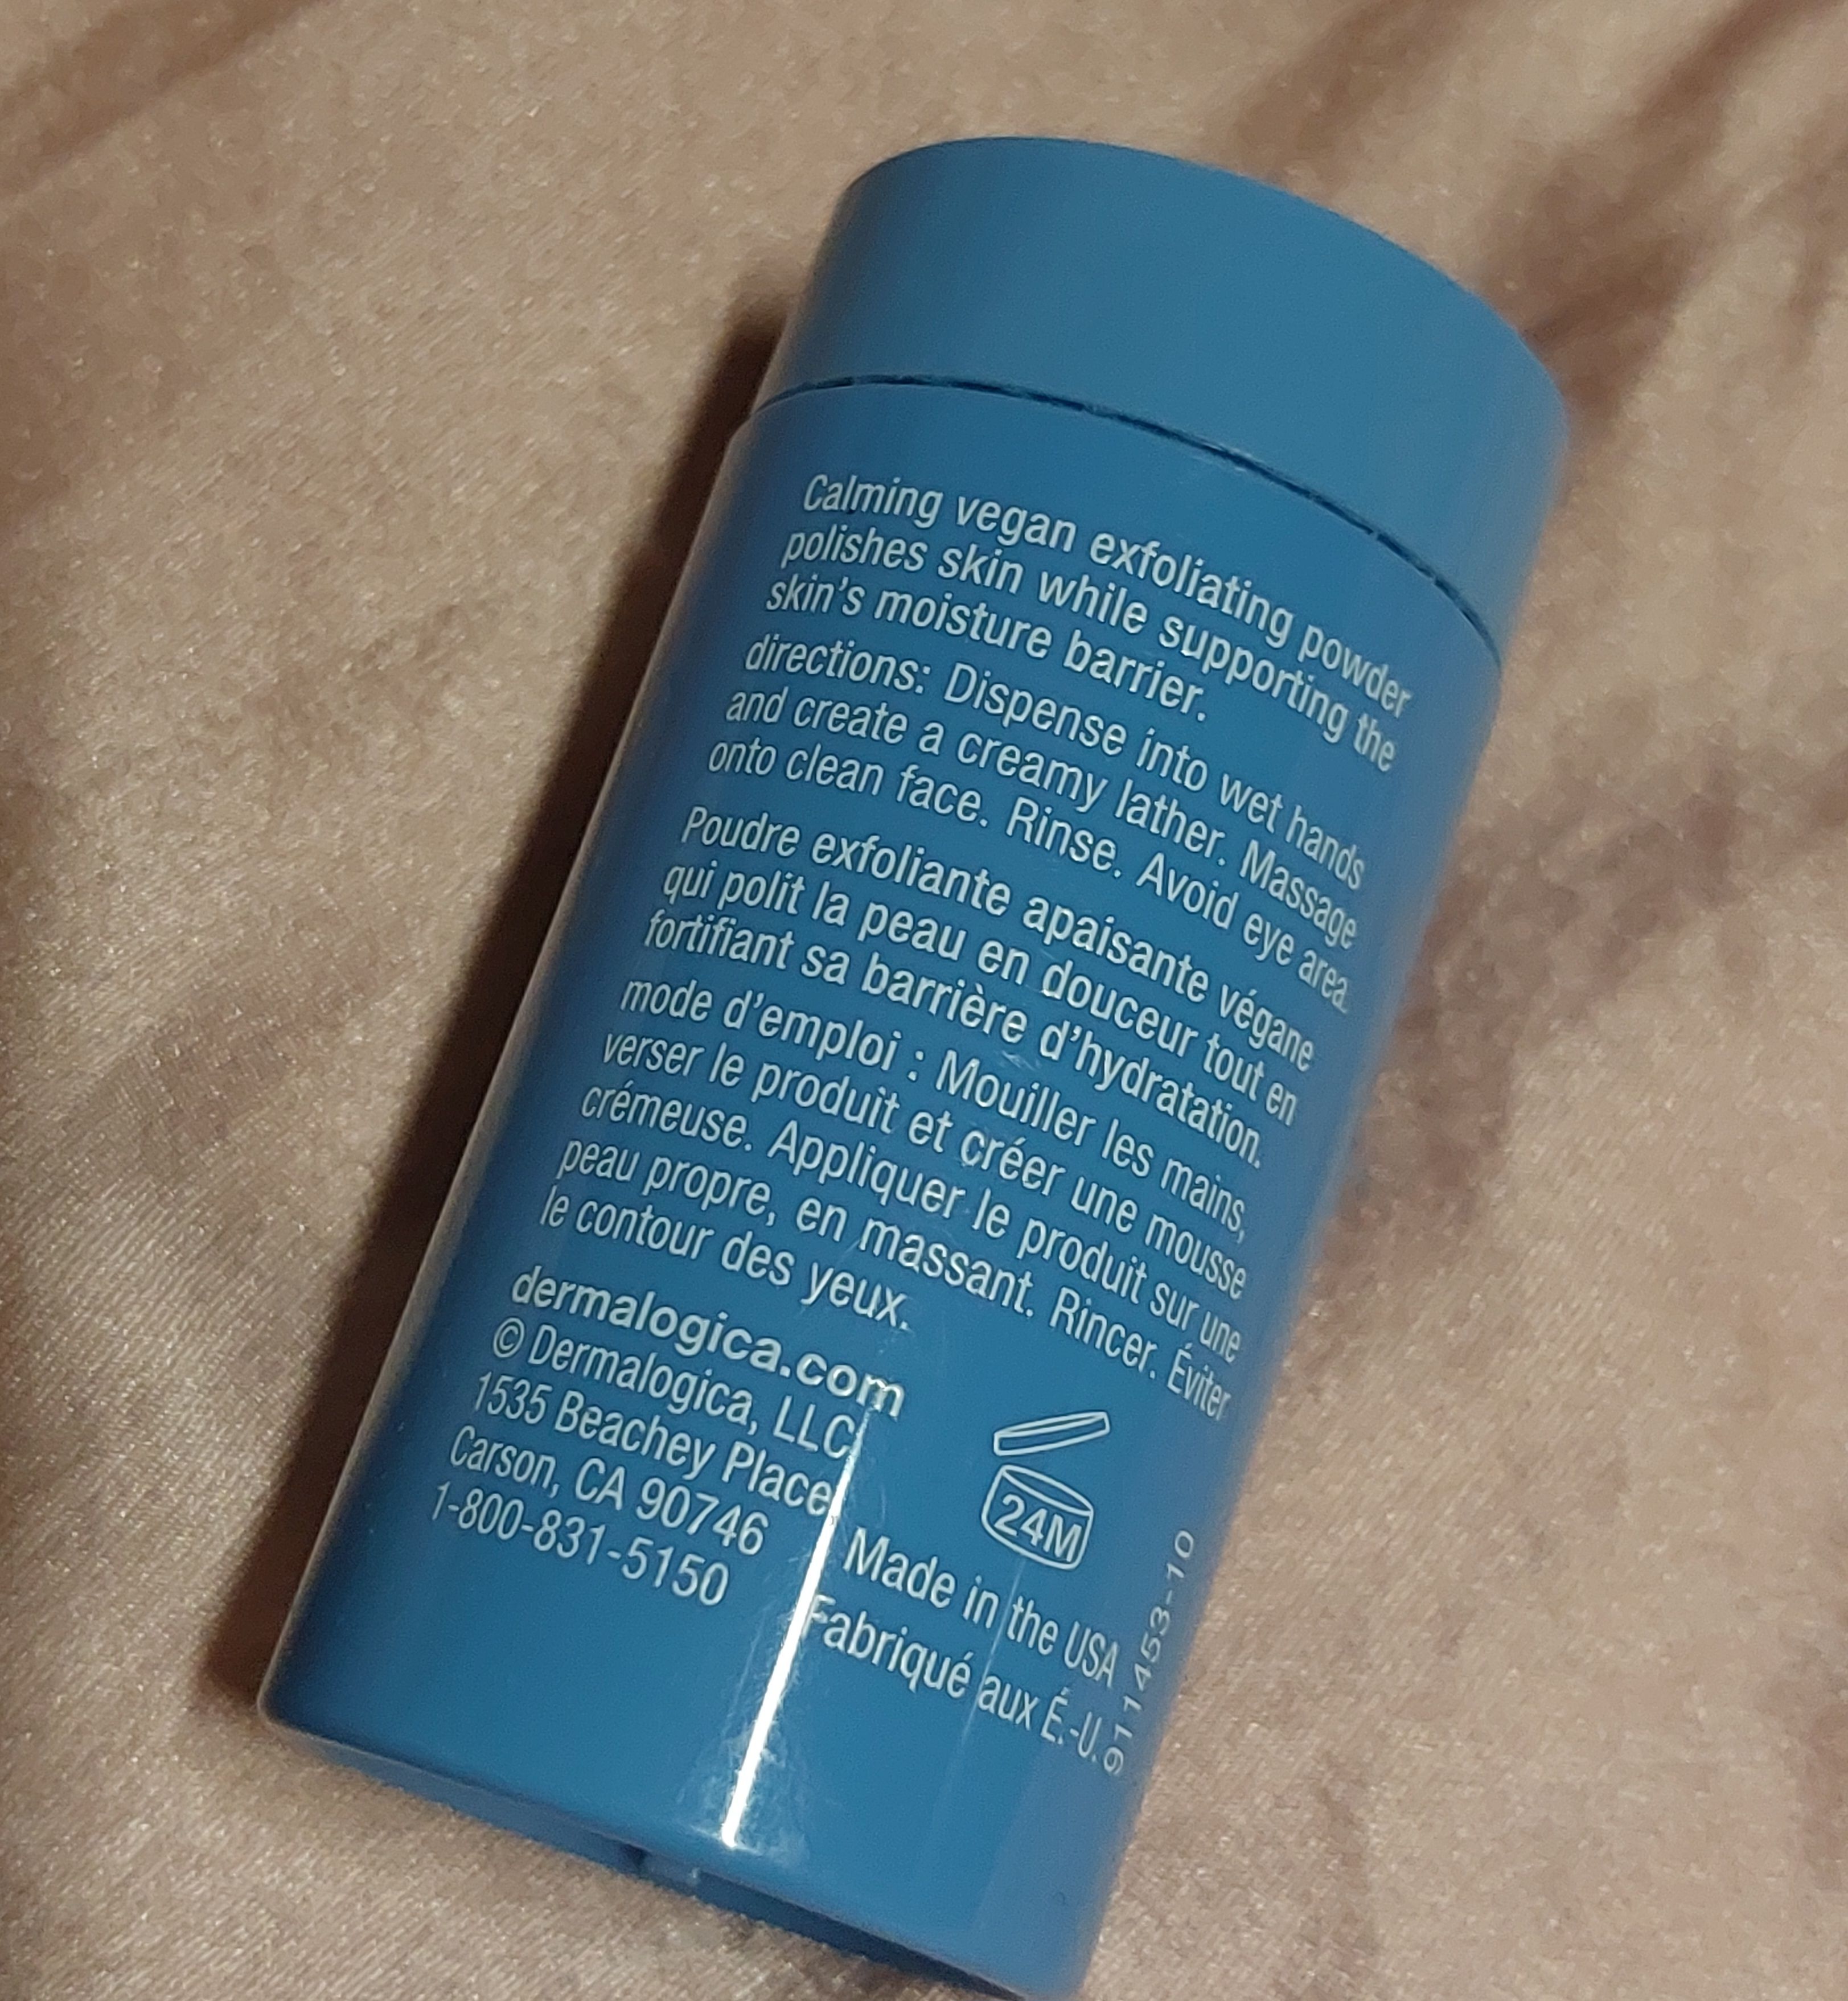 Calming vegan exfoliating powder
polishes skin while supporting the
skin's moisture barrier.
directions: Dispense into wet hands
and create a creamy lather. Massage
onto clean face. Rinse. Avoid eye area.
Poudre exfoliante apaisante végane
qui polit la peau en douceur tout en
fortifiant sa barrière d'hydratation.
mode d'emploi : Mouiller les mains,
verser le produit et créer une mousse
crémeuse. Appliquer le produit sur une
peau propre, en massant. Rincer. Éviter
le contour des yeux.
dermalogica.com
© Dermalogica, LLC
1535 Beachey Place
Carson, CA 90746
1-800-831-5150
24M
Made in the USA
Fabriqué aux É.-U.
911453-10